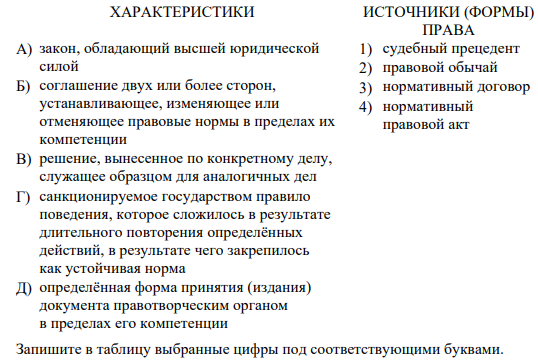 ХАРАКТЕРИСТИКИ
А) закон, обладающий высшей юридической
силой
Б) соглашение двух или более сторон,
устанавливающее, изменяющее или
отменяющее правовые нормы в пределах их
компетенции
В) решение, вынесенное по конкретному делу,
служащее образцом для аналогичных дел
Г) санкционируемое государством правило
поведения, которое сложилось в результате
длительного повторения определённых
действий, в результате чего закрепилось
как устойчивая норма
Д) определённая форма принятия (издания)
документа правотворческим органом
в пределах его компетенции
ИСТОЧНИКИ (ФОРМЫ)
ПРАВА
1) судебный прецедент
2) правовой обычай
3) нормативный договор
4) нормативный
правовой акт
Запишите в таблицу выбранные цифры под соответствующими буквами.